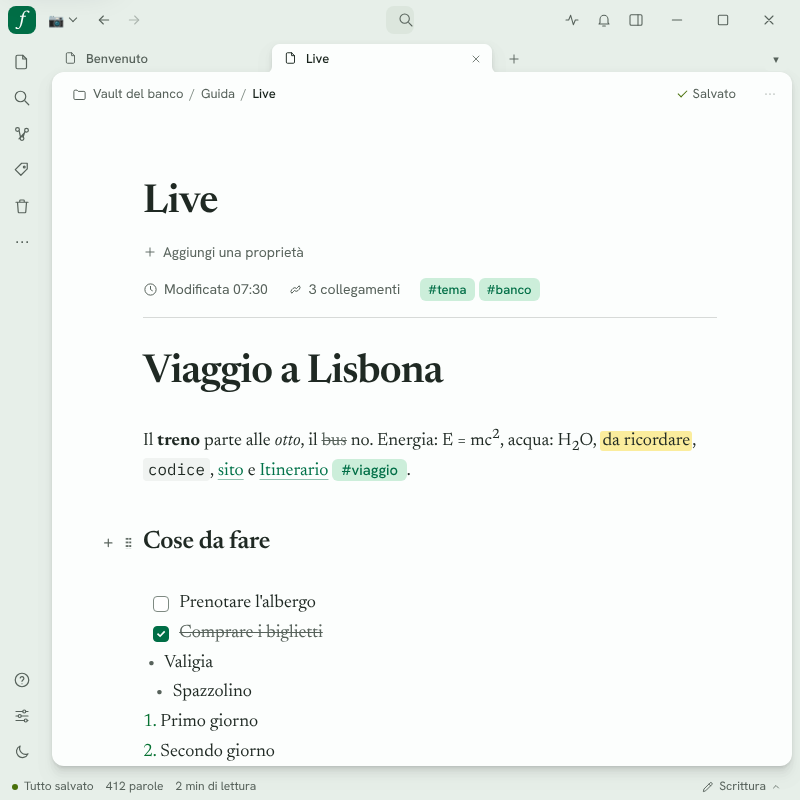 f
Benvenuto
Live
Vault del banco / Guida / Live
Salvato
Live
Aggiungi una proprietà
Modificata 07:30 3 collegamenti #tema #banco
Viaggio a Lisbona
Il treno parte alle otto, il bus no. Energia: E = mc², acqua: H₂O, da ricordare,
codice, sito e Itinerario #viaggio.
Cose da fare
Prenotare l'albergo
Comprare i biglietti
• Valigia
• Spazzolino
1. Primo giorno
2. Secondo giorno
Tutto salvato 412 parole 2 min di lettura
Scrittura